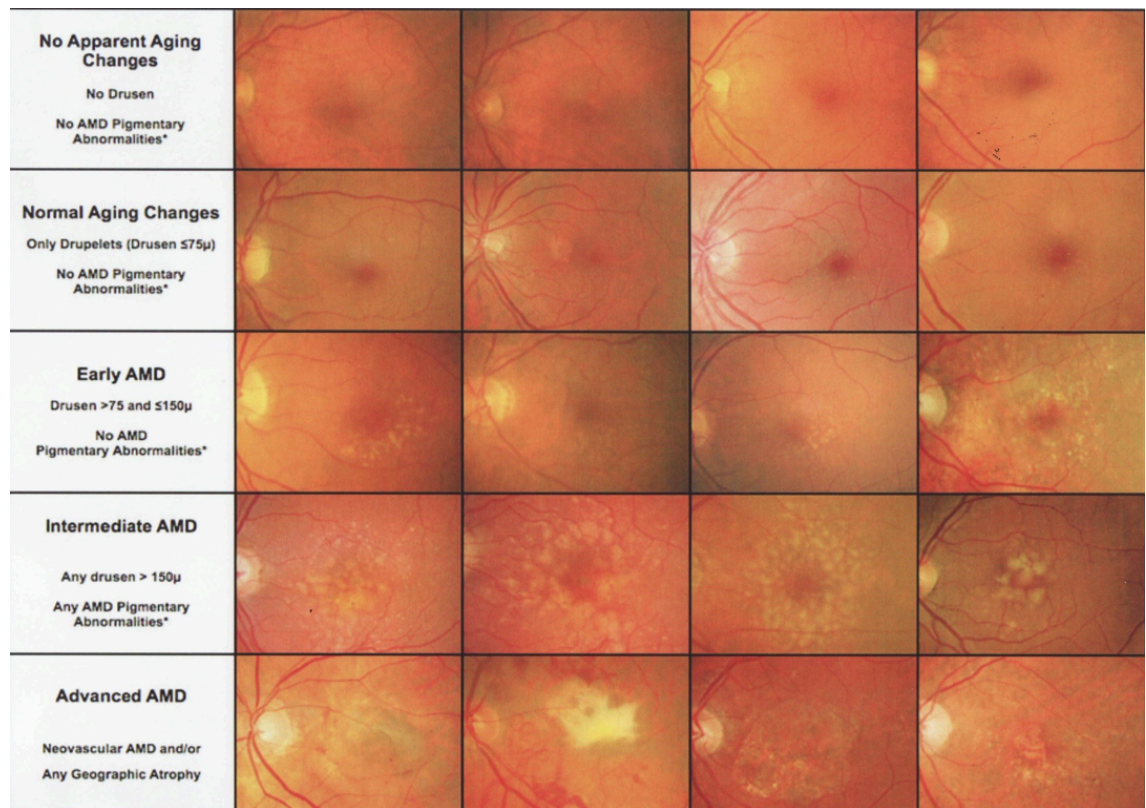 No Apparent Aging
Changes
No Drusen
No AMD Pigmentary
Abnormalities*
Normal Aging Changes
Only Drupelets (Drusen ≤75μ)
No AMD Pigmentary
Abnormalities*
Early AMD
Drusen >75 and ≤150μ
No AMD
Pigmentary Abnormalities*
Intermediate AMD
Any drusen > 150μ
Any AMD Pigmentary
Abnormalities*
Advanced AMD
Neovascular AMD and/or
Any Geographic Atrophy